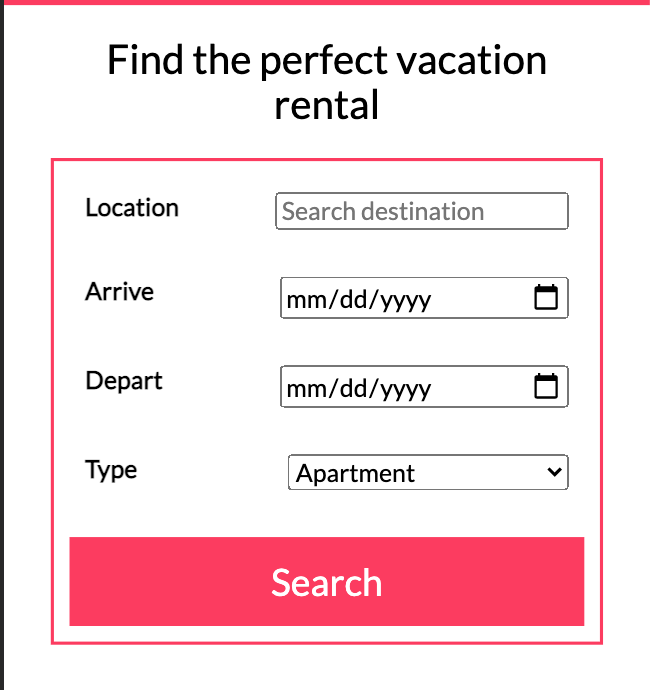 Find the perfect vacation
rental
Location Search destination
Arrive mm/dd/yyyy
Depart mm/dd/yyyy
Type Apartment
Search